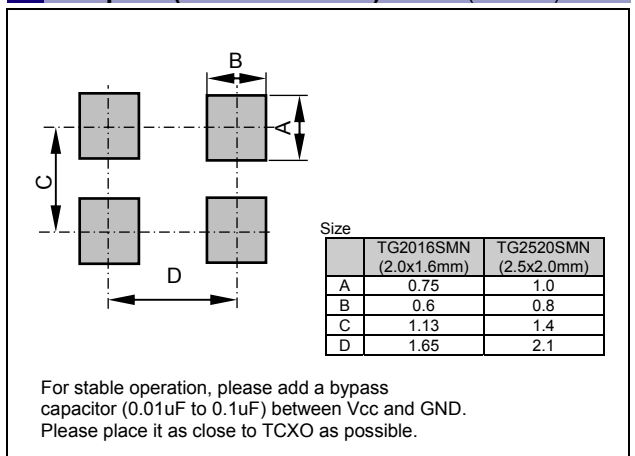 B
A
C
D
Size
TG2016SMN TG2520SMN
(2.0x1.6mm) (2.5x2.0mm)
A 0.75 1.0
B 0.6 0.8
C 1.13 1.4
D 1.65 2.1
For stable operation, please add a bypass
capacitor (0.01uF to 0.1uF) between Vcc and GND.
Please place it as close to TCXO as possible.